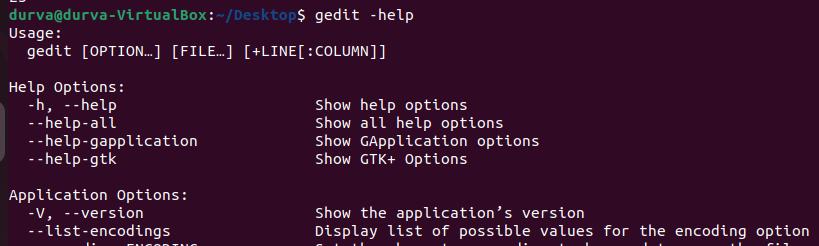 durva@durva-VirtualBox:~/Desktop$ gedit -help
Usage:
  gedit [OPTION…] [FILE…] [+LINE[:COLUMN]]

Help Options:
  -h, --help                       Show help options
  --help-all                       Show all help options
  --help-gapplication              Show GApplication options
  --help-gtk                       Show GTK+ Options

Application Options:
  -V, --version                    Show the application’s version
  --list-encodings                 Display list of possible values for the encoding option